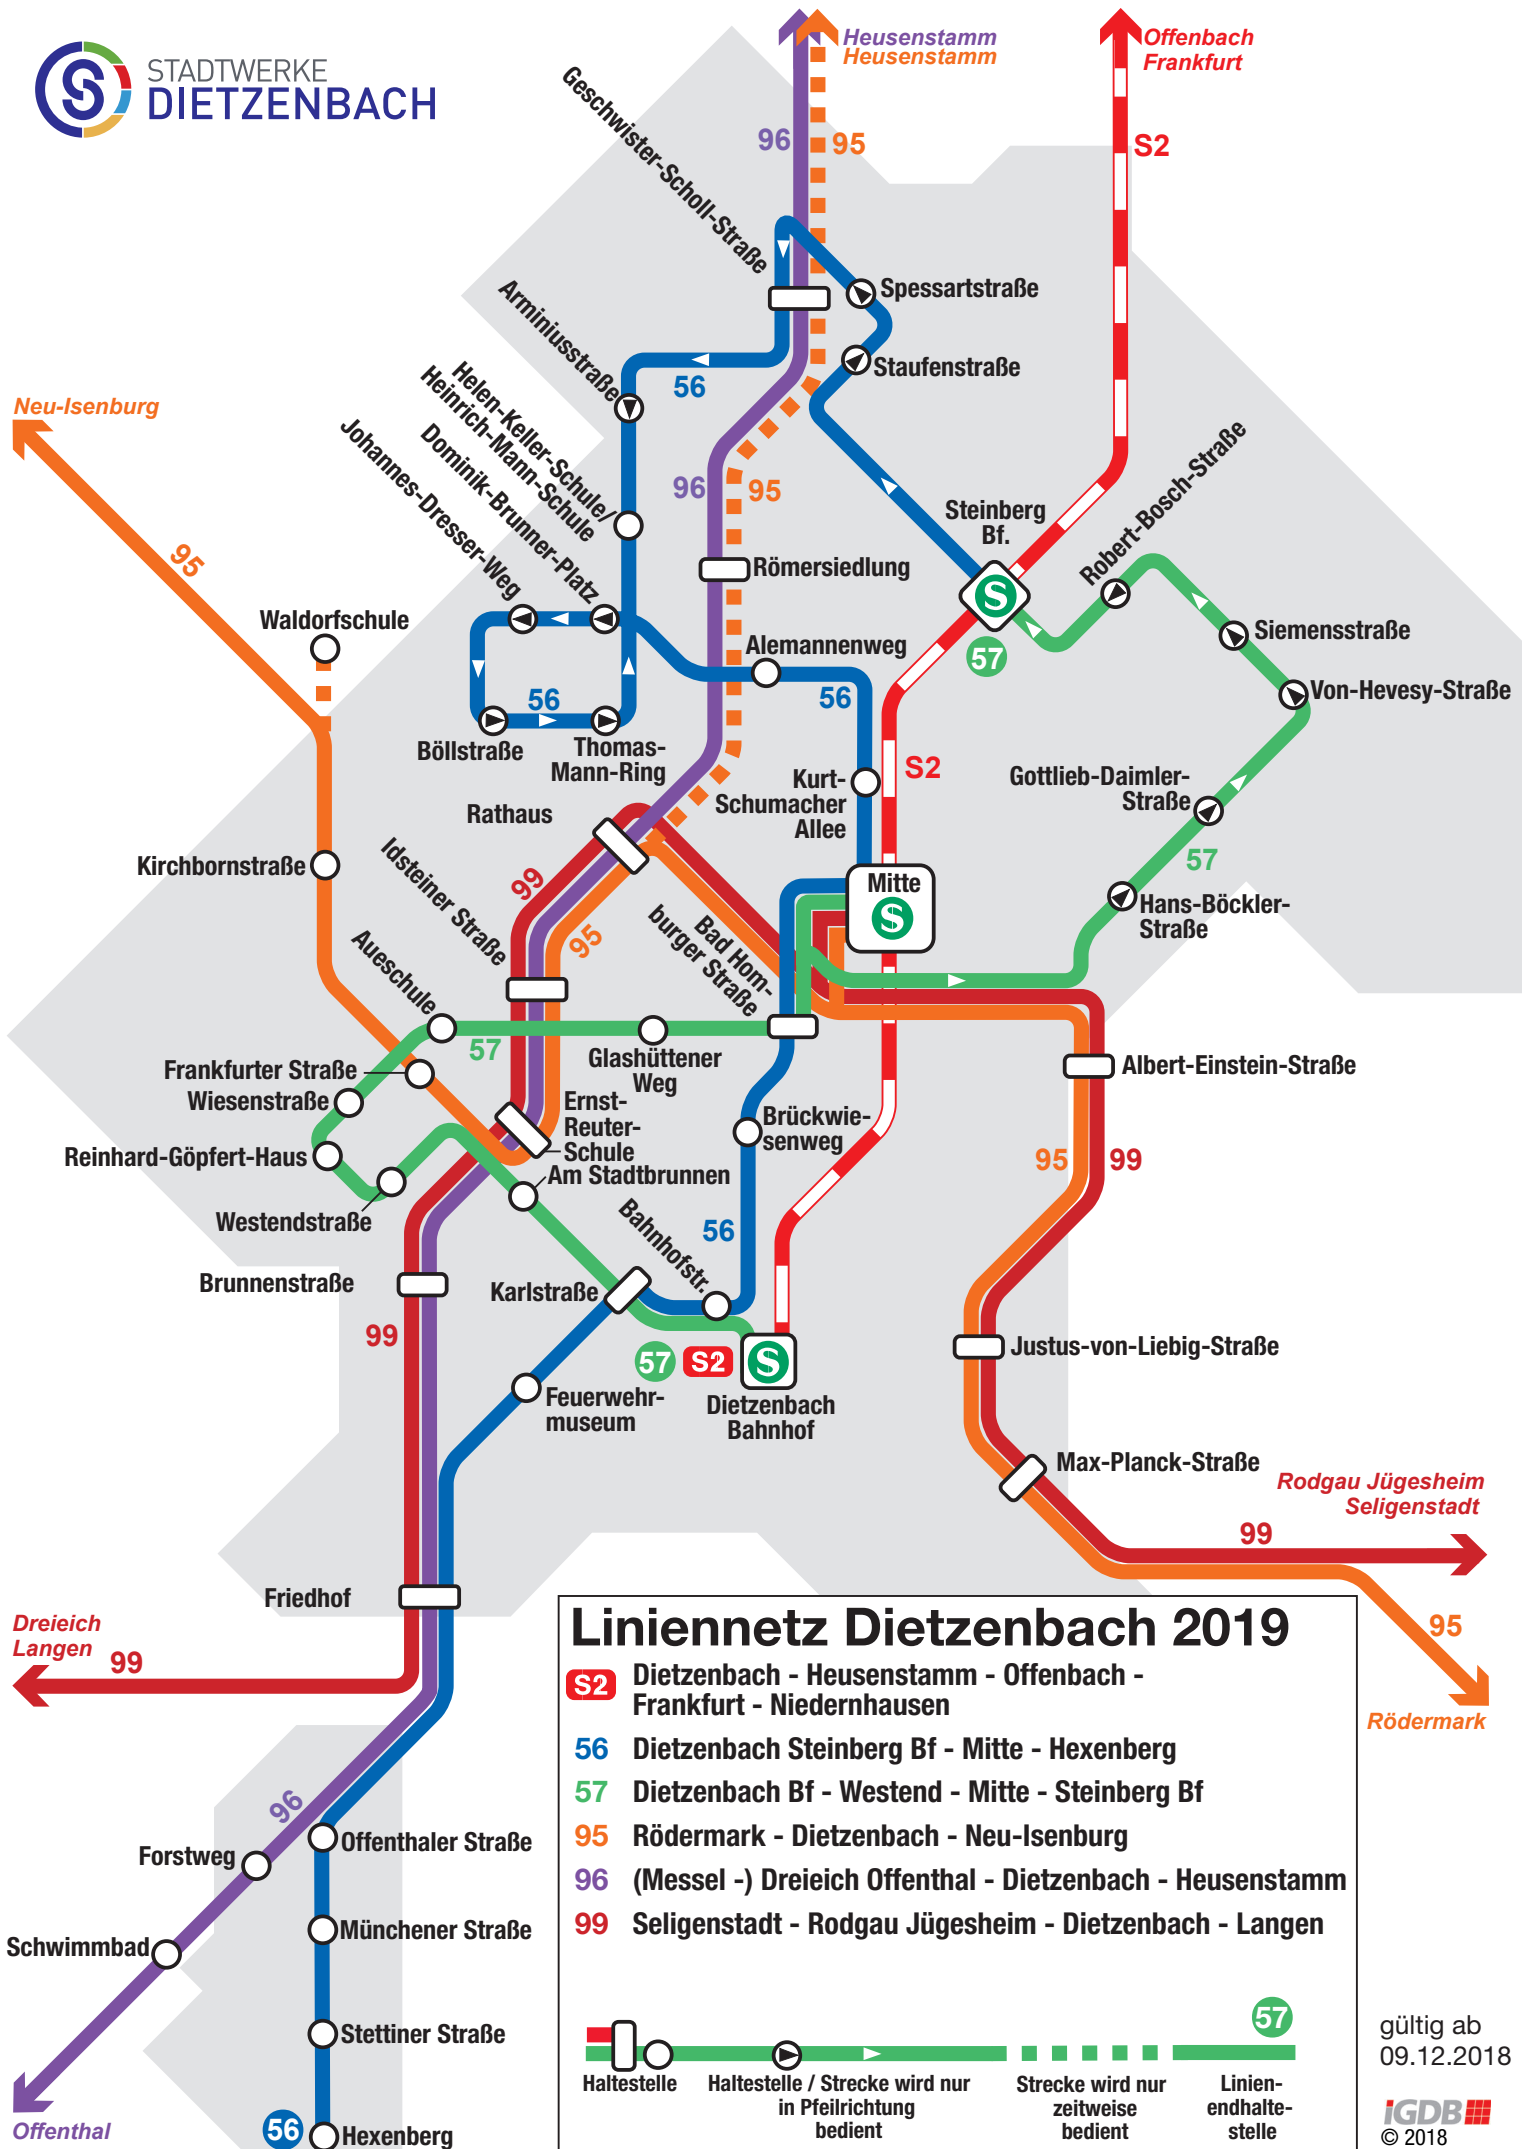 STADTWERKE
DIETZENBACH
Heusenstamm
Heusenstamm
Offenbach
Frankfurt
96
95
S2
Geschwister-Scholl-Straße
Spessartstraße
Arminiusstraße
Staufenstraße
56
Helen-Keller-Schule/
Heinrich-Mann-Schule
Neu-Isenburg
Dominik-Brunner-Platz
Johannes-Dresser-Weg
96
95
Steinberg
Bf.
Robert-Bosch-Straße
95
Römersiedlung
Waldorfschule
57
Siemensstraße
Alemannenweg
56
56
Von-Hevesy-Straße
Böllstraße
Thomas-
Mann-Ring
S2
Kurt-
Schumacher
Allee
Gottlieb-Daimler-
Straße
Rathaus
57
Kirchbornstraße
Idsteiner Straße
99
95
Bad Hom-
burger Straße
Mitte
Hans-Böckler-
Straße
Aueschule
57
Glashüttener
Weg
Frankfurter Straße
Wiesenstraße
Albert-Einstein-Straße
Ernst-
Reuter-
Schule
Brückwie-
senweg
Reinhard-Göpfert-Haus
Am Stadtbrunnen
95
99
Westendstraße
Bahnhofstr.
56
Brunnenstraße
Karlstraße
99
57
S2
Justus-von-Liebig-Straße
Feuerwehr-
museum
Dietzenbach
Bahnhof
Max-Planck-Straße
Rodgau Jügesheim
Seligenstadt
99
Friedhof
Dreieich
Langen
99
95
Rödermark
96
Forstweg
Offenthaler Straße
Münchener Straße
Schwimmbad
Stettiner Straße
Offenthal
56
Hexenberg
Liniennetz Dietzenbach 2019
S2 Dietzenbach - Heusenstamm - Offenbach -
Frankfurt - Niedernhausen
56 Dietzenbach Steinberg Bf - Mitte - Hexenberg
57 Dietzenbach Bf - Westend - Mitte - Steinberg Bf
95 Rödermark - Dietzenbach - Neu-Isenburg
96 (Messel -) Dreieich Offenthal - Dietzenbach - Heusenstamm
99 Seligenstadt - Rodgau Jügesheim - Dietzenbach - Langen
57
Haltestelle
Haltestelle / Strecke wird nur
in Pfeilrichtung
bedient
Strecke wird nur
zeitweise
bedient
Linien-
endhalte-
stelle
gültig ab
09.12.2018
iGDB
© 2018